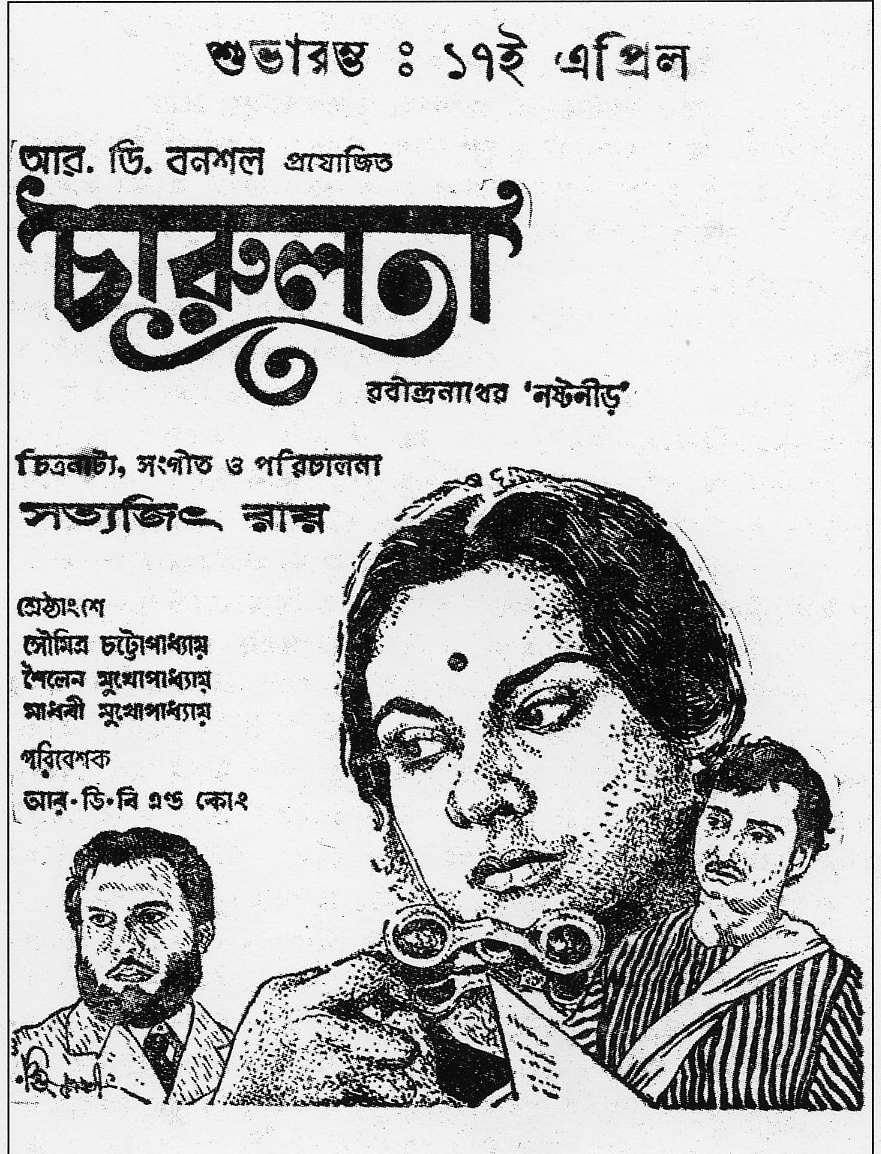 শুভারম্ভ : ১৭ই এপ্রিল
আর. ডি. বনশল প্রযোজিত
চারুলতা
রবীন্দ্রনাথের 'নষ্টনীড়'
চিত্রনাট্য, সংগীত ও পরিচালনা
সত্যজিৎ রায়
শ্রেষ্ঠাংশে
সৌমিত্র চট্টোপাধ্যায়
শৈলেন মুখোপাধ্যায়
মাধবী মুখোপাধ্যায়
পরিবেশক
আর·ডি·বি এণ্ড কোং